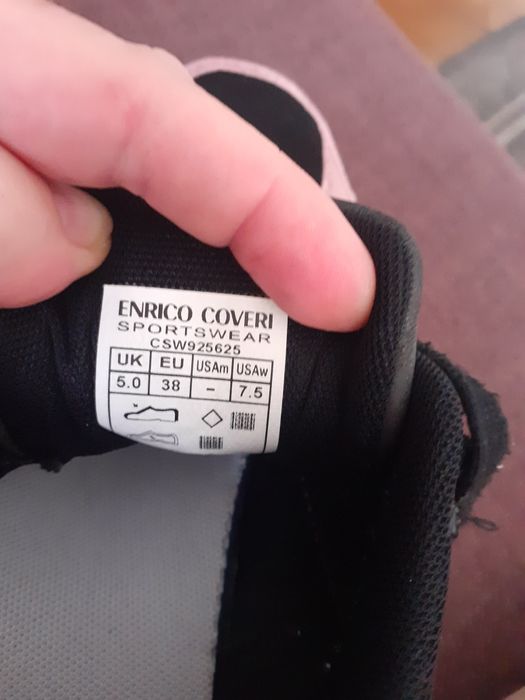 ENRICO COVERI
SPORTSWEAR
CSW925625
UK EU USAm USAw
5.0 38 - 7.5